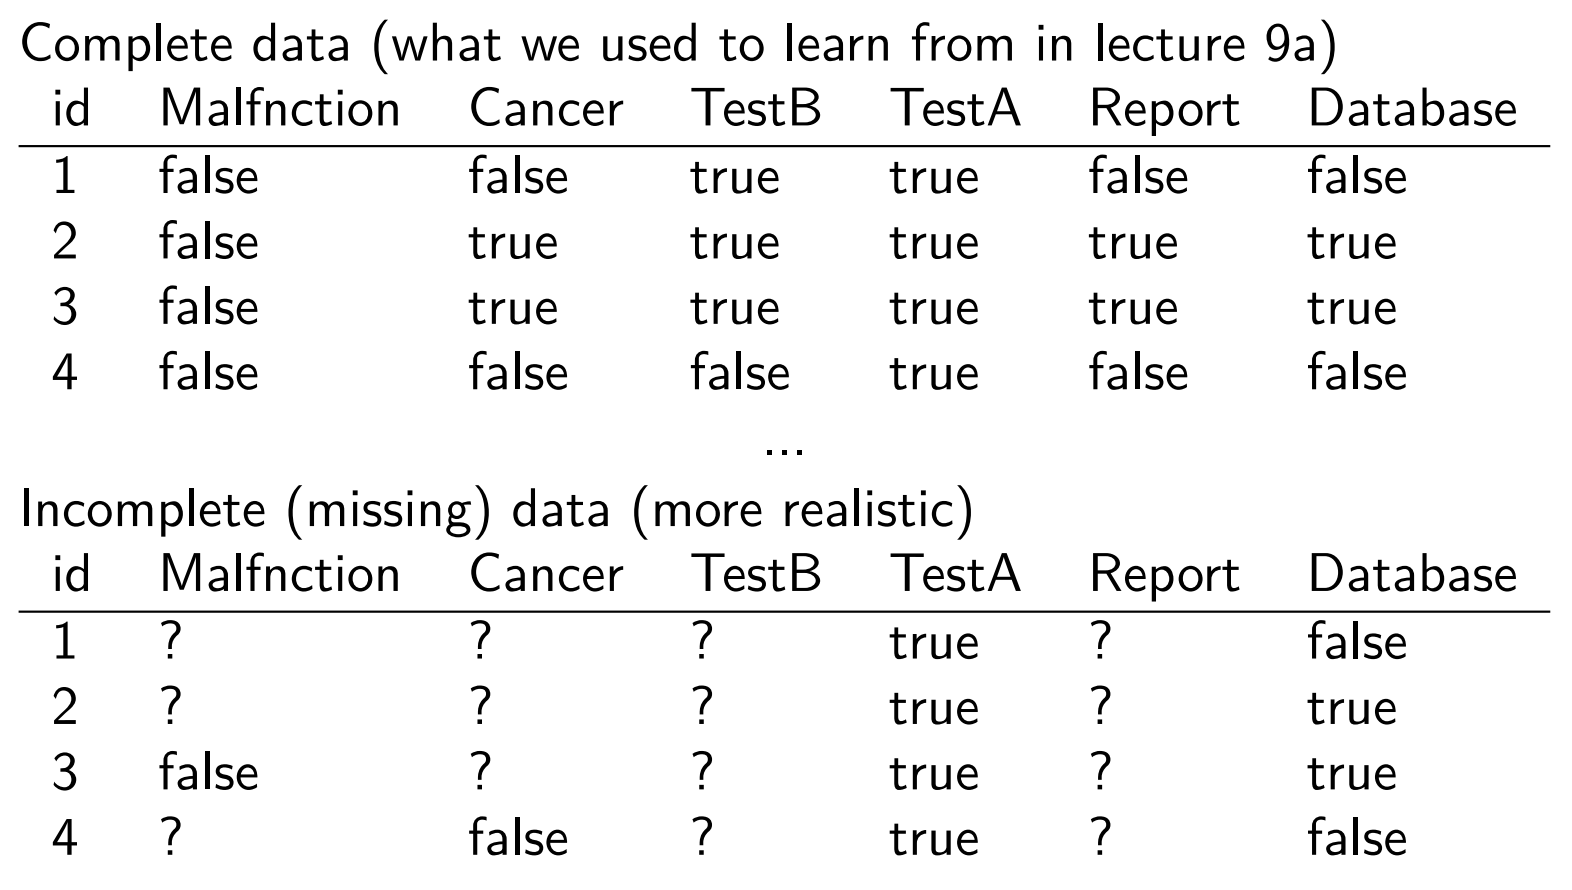 Complete data (what we used to learn from in lecture 9a)
id Malfnction Cancer TestB TestA Report Database
1 false false true true false false
2 false true true true true true
3 false true true true true true
4 false false false true false false
...
Incomplete (missing) data (more realistic)
id Malfnction Cancer TestB TestA Report Database
1 ? ? ? true ? false
2 ? ? ? true ? true
3 false ? ? true ? true
4 ? false ? true ? false